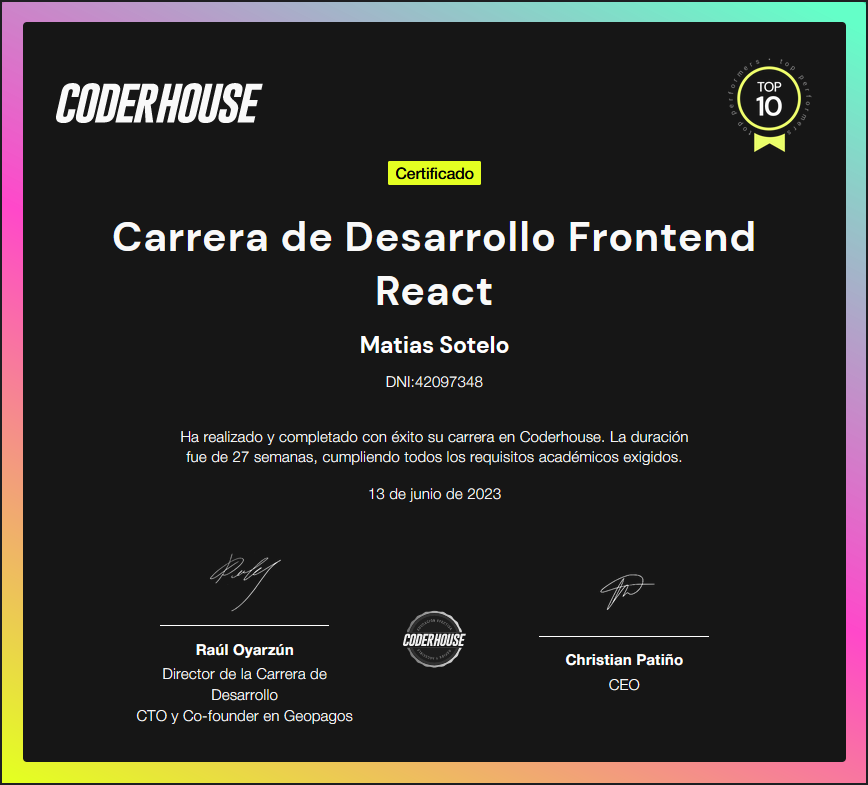 CODERHOUSE
top performers • top performers
TOP
10
Certificado
Carrera de Desarrollo Frontend
React
Matias Sotelo
DNI:42097348
Ha realizado y completado con éxito su carrera en Coderhouse. La duración
fue de 27 semanas, cumpliendo todos los requisitos académicos exigidos.
13 de junio de 2023
Raúl Oyarzún
Director de la Carrera de
Desarrollo
CTO y Co-founder en Geopagos
CODERHOUSE
Christian Patiño
CEO